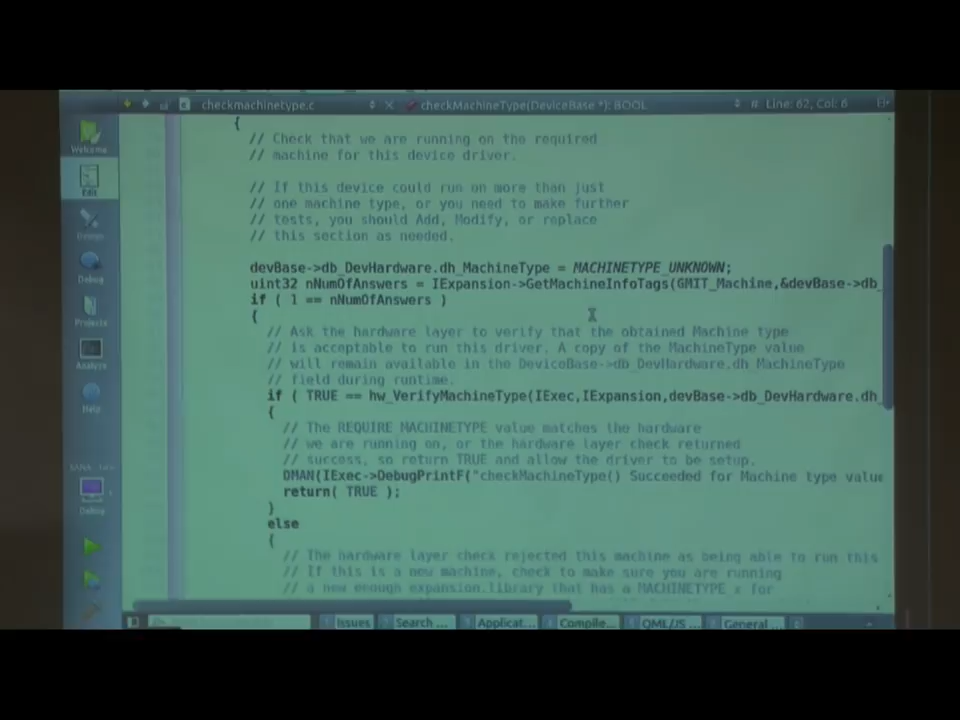 checkmachinetype.c
checkMachineType(DeviceBase *): BOOL
# Line: 62, Col: 6
Welcome
{
// Check that we are running on the required
// machine for this device driver.
Edit
// If this device could run on more than just
// one machine type, or you need to make further
// tests, you should Add, Modify, or replace
// this section as needed.
Design
devBase->db_DevHardware.dh_MachineType = MACHINETYPE_UNKNOWN;
Debug
uint32 nNumOfAnswers = IExpansion->GetMachineInfoTags(GMIT_Machine,&devBase->db_
if ( 1 == nNumOfAnswers )
{
Projects
// Ask the hardware layer to verify that the obtained Machine type
// is acceptable to run this driver. A copy of the MachineType value
// will remain available in the DeviceBase->db_DevHardware.dh_MachineType
Analyze
// field during runtime.
if ( TRUE == hw_VerifyMachineType(IExec,IExpansion,devBase->db_DevHardware.dh_
Help
{
// The REQUIRE MACHINETYPE value matches the hardware
// we are running on, or the hardware layer check returned
// success, so return TRUE and allow the driver to be setup.
DMAN(IExec->DebugPrintF("checkMachineType() Succeeded for Machine type value
return( TRUE );
}
Debug
else
{
// The hardware layer check rejected this machine as being able to run this
// If this is a new machine, check to make sure you are running
// a new enough expansion.library that has a MACHINETYPE_x for
Issues
Search ...
Applicat...
Compile...
QML/JS ...
General ...